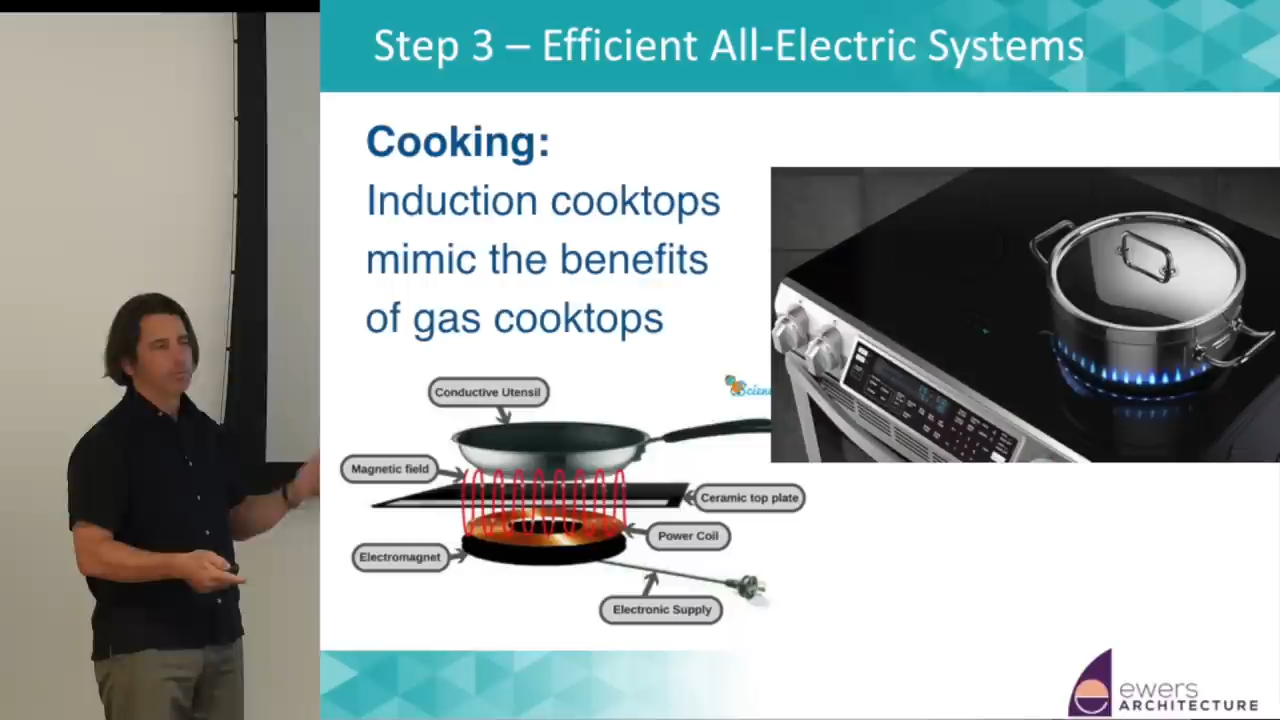 Step 3 – Efficient All-Electric Systems
Cooking:
Induction cooktops
mimic the benefits
of gas cooktops
Conductive Utensil
Magnetic field
Ceramic top plate
Power Coil
Electromagnet
Electronic Supply
ewers
ARCHITECTURE